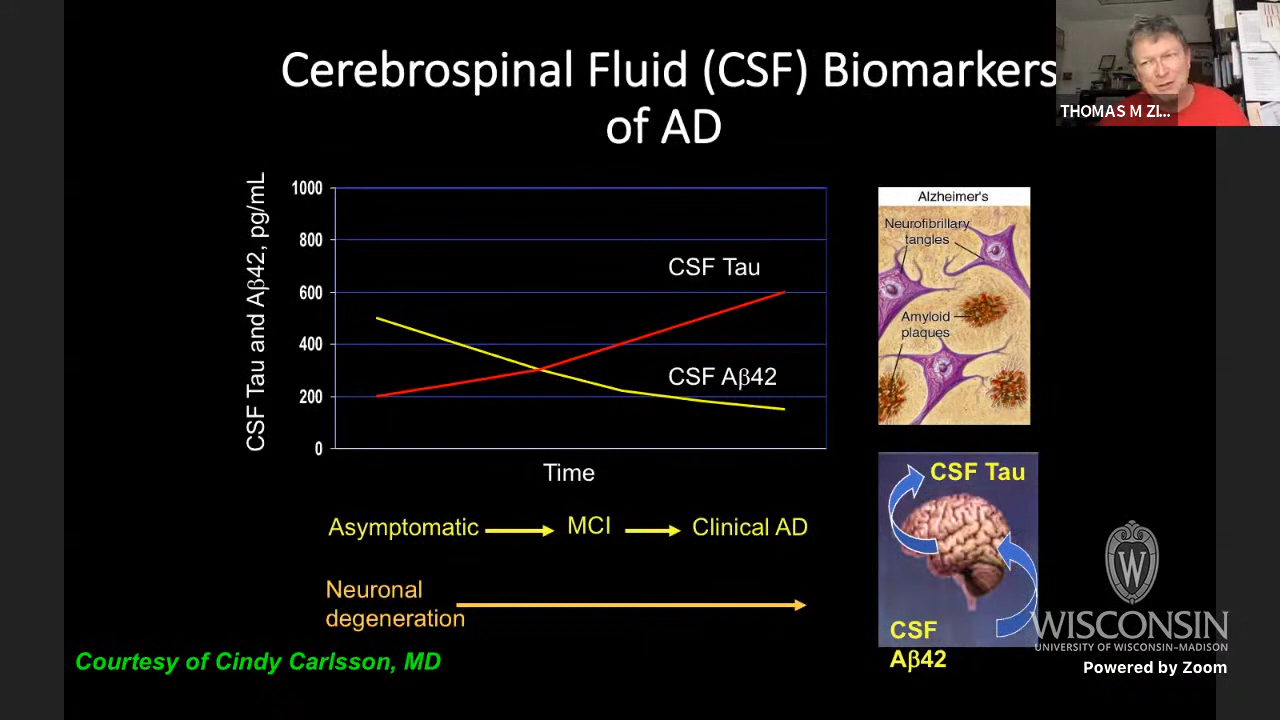 Cerebrospinal Fluid (CSF) Biomarkers
of AD
THOMAS M ZI...
CSF Tau and Aβ42, pg/mL
1000
800
600
400
200
0
CSF Tau
CSF Aβ42
Time
Asymptomatic
MCI
Clinical AD
Neuronal
degeneration
Courtesy of Cindy Carlsson, MD
Alzheimer's
Neurofibrillary
tangles
Amyloid
plaques
CSF Tau
CSF
Aβ42
W
WISCONSIN
UNIVERSITY OF WISCONSIN–MADISON
Powered by Zoom